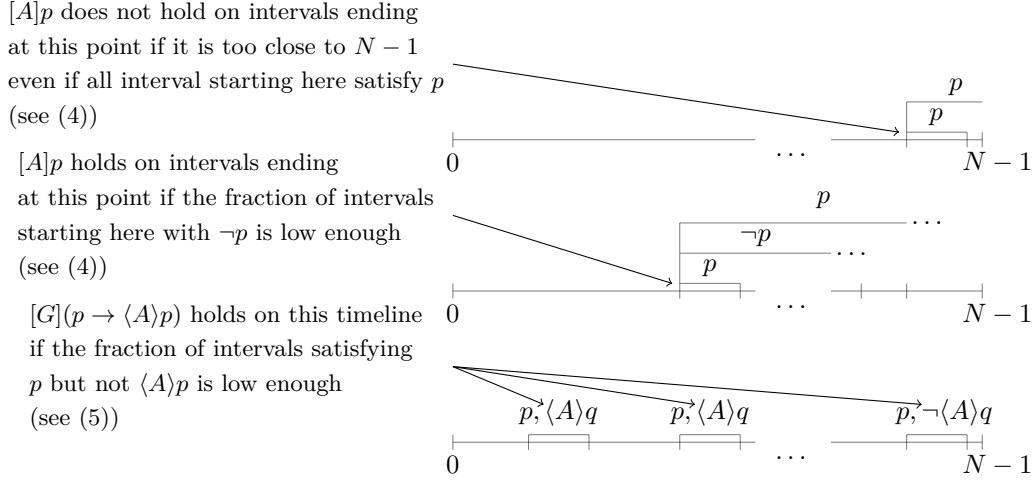 [A]p does not hold on intervals ending
at this point if it is too close to N − 1
even if all interval starting here satisfy p
(see (4))
p
p
0
...
N − 1
[A]p holds on intervals ending
at this point if the fraction of intervals
starting here with ¬p is low enough
(see (4))
p
...
¬p
...
p
0
...
N − 1
[G](p → ⟨A⟩p) holds on this timeline
if the fraction of intervals satisfying
p but not ⟨A⟩p is low enough
(see (5))
p, ⟨A⟩q
p, ⟨A⟩q
p, ¬⟨A⟩q
0
...
N − 1